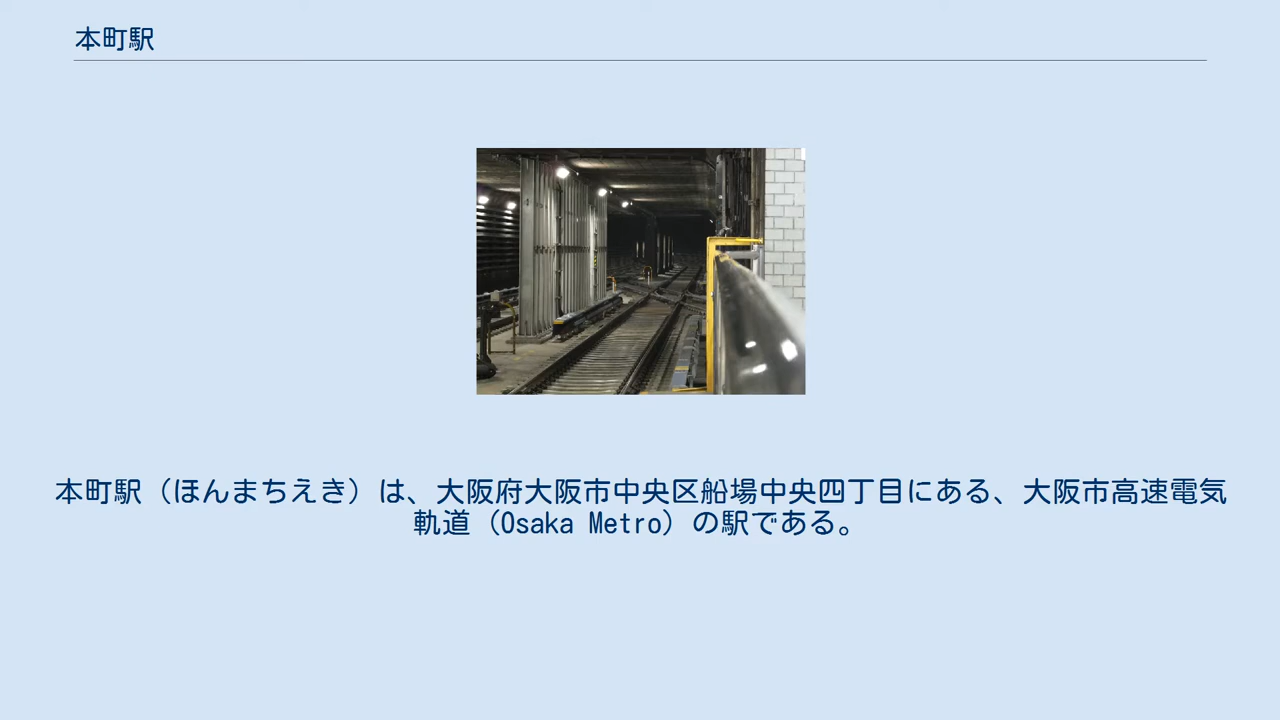 本町駅
本町駅（ほんまちえき）は、大阪府大阪市中央区船場中央四丁目にある、大阪市高速電気
軌道（Osaka Metro）の駅である。